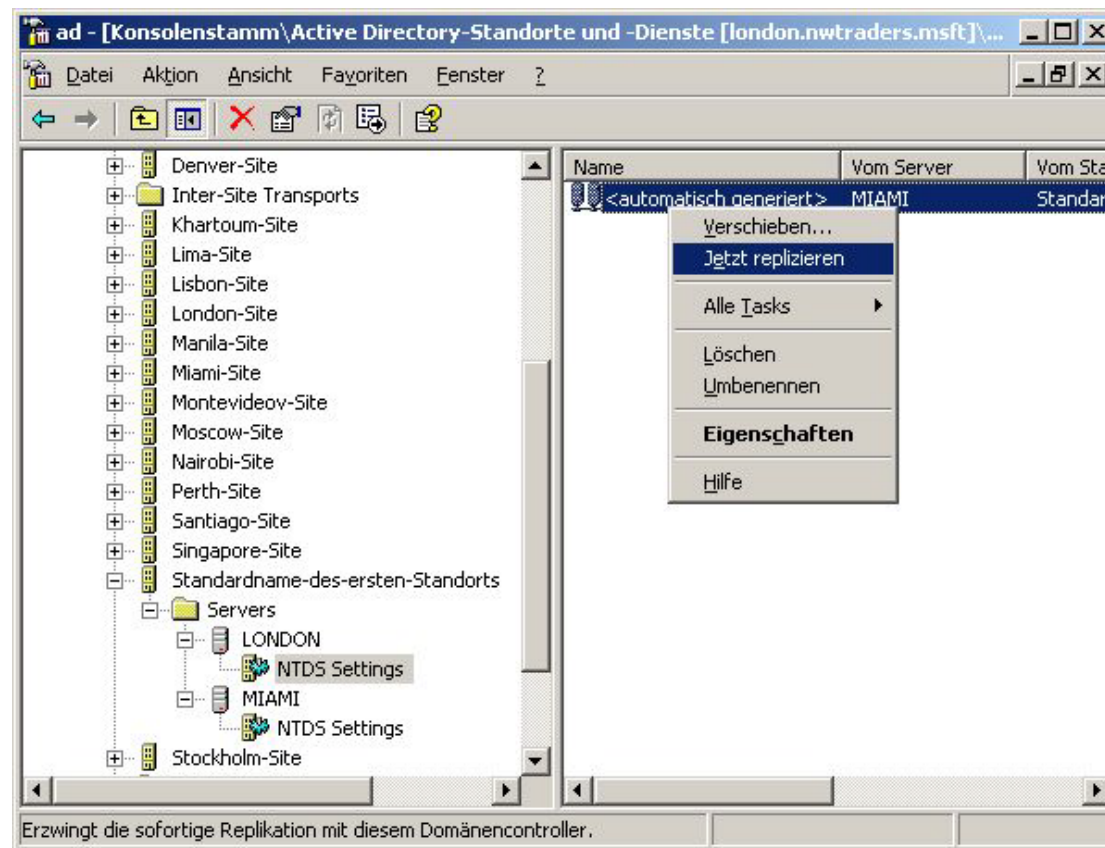 ad - [Konsolenstamm\Active Directory-Standorte und -Dienste [london.nwtraders.msft]\...
Datei Aktion Ansicht Favoriten Fenster ?
Denver-Site
Inter-Site Transports
Khartoum-Site
Lima-Site
Lisbon-Site
London-Site
Manila-Site
Miami-Site
Montevideov-Site
Moscow-Site
Nairobi-Site
Perth-Site
Santiago-Site
Singapore-Site
Standardname-des-ersten-Standorts
Servers
LONDON
NTDS Settings
MIAMI
NTDS Settings
Stockholm-Site
Name Vom Server Vom Sta
<automatisch generiert> MIAMI Standar
Verschieben...
Jetzt replizieren
Alle Tasks
Löschen
Umbenennen
Eigenschaften
Hilfe
Erzwingt die sofortige Replikation mit diesem Domänencontroller.